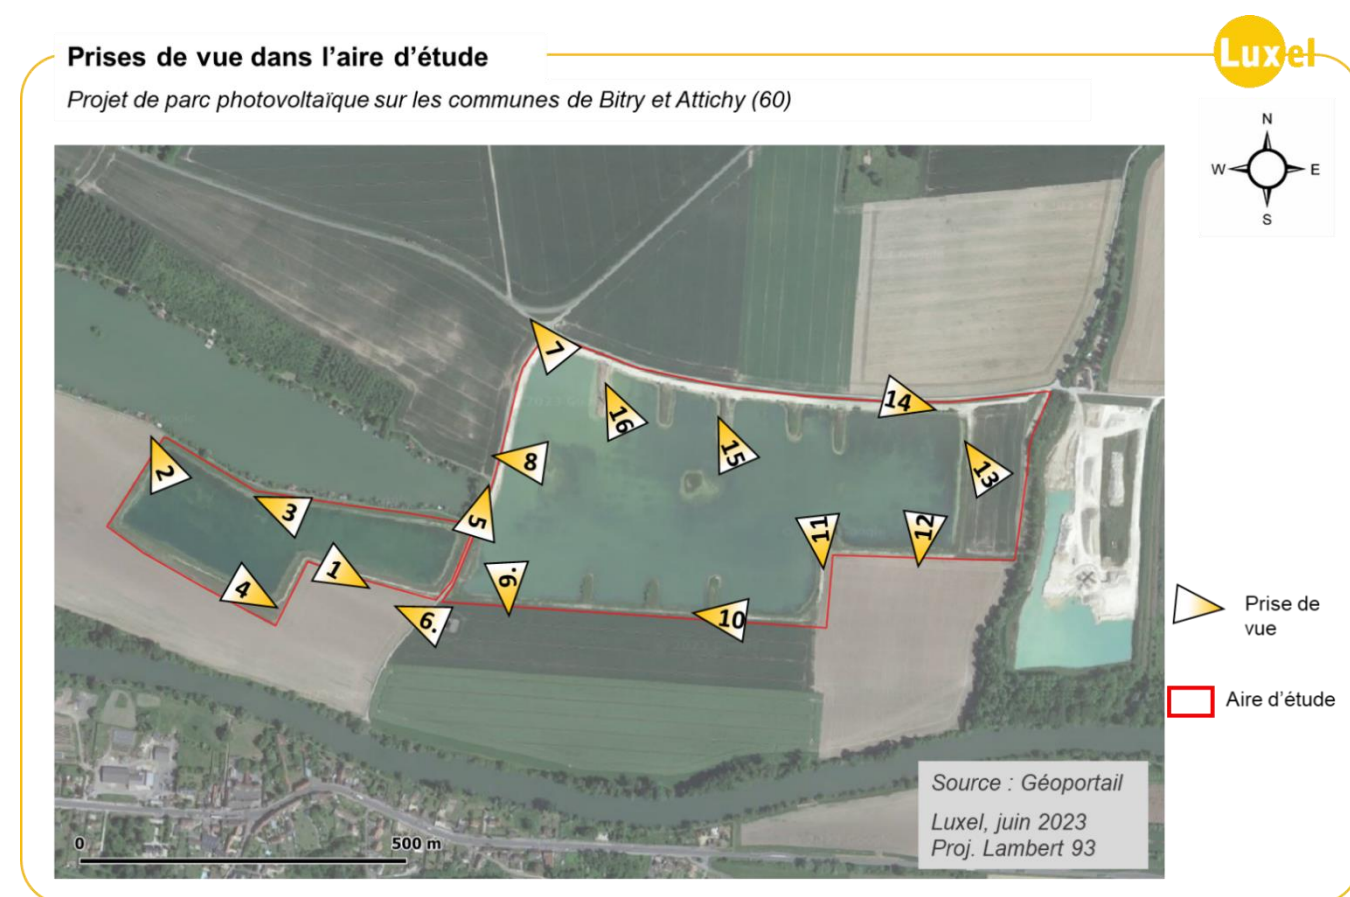 Prises de vue dans l’aire d’étude
Luxel
Projet de parc photovoltaïque sur les communes de Bitry et Attichy (60)
N
W
E
S
7
14
16
2
15
8
13
3
5
11
12
1
9.
4
6.
10
Prise de
vue
Aire d’étude
Source : Géoportail
Luxel, juin 2023
Proj. Lambert 93
0
500 m